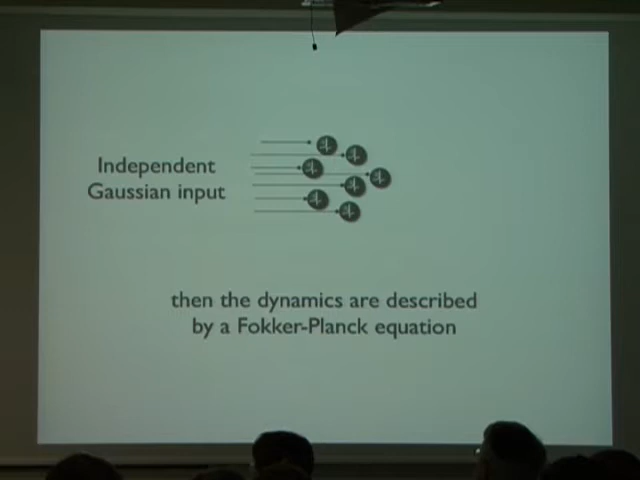 Independent
Gaussian input
then the dynamics are described
by a Fokker-Planck equation